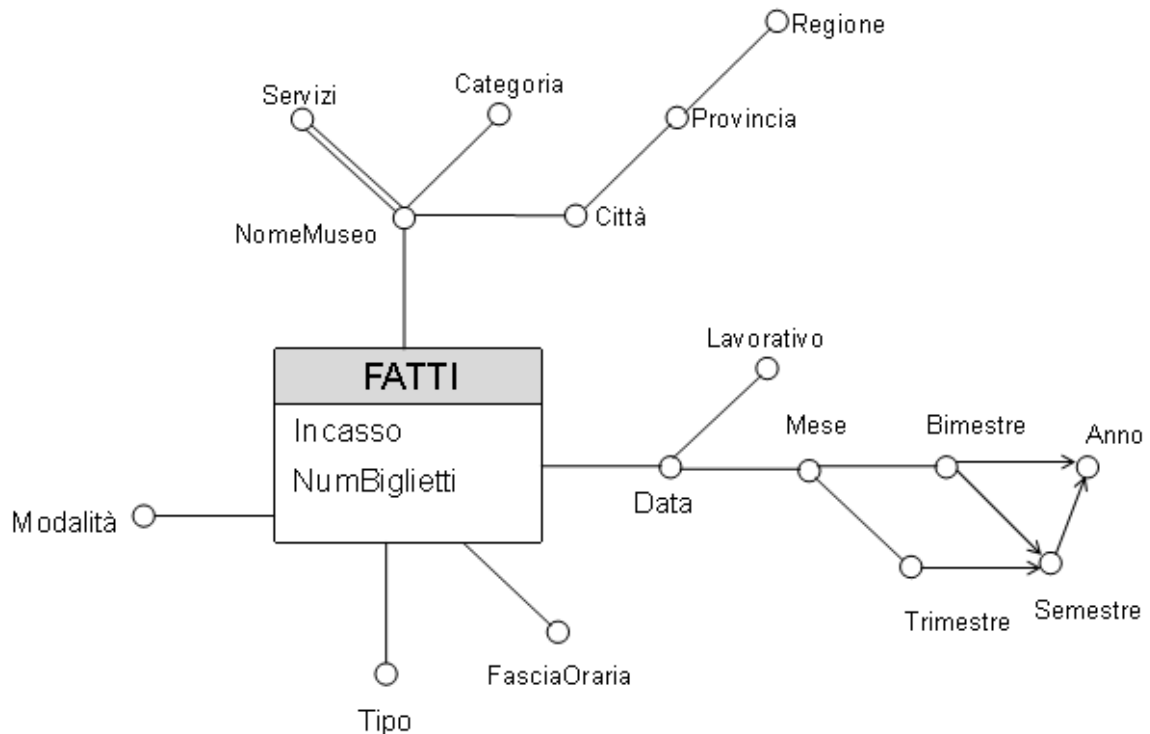 Regione
Servizi
Categoria
Provincia
NomeMuseo
Città
Lavorativo
FATTI
Incasso
Mese
Bimestre
Anno
NumBiglietti
Data
Modalità
Trimestre
Semestre
FasciaOraria
Tipo